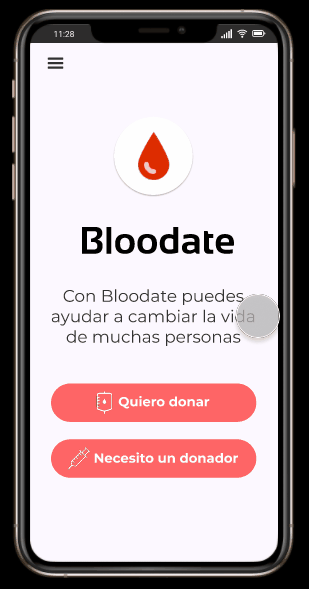 11:28
Bloodate
Con Bloodate puedes
ayudar a cambiar la vida
de muchas personas
Quiero donar
Necesito un donador